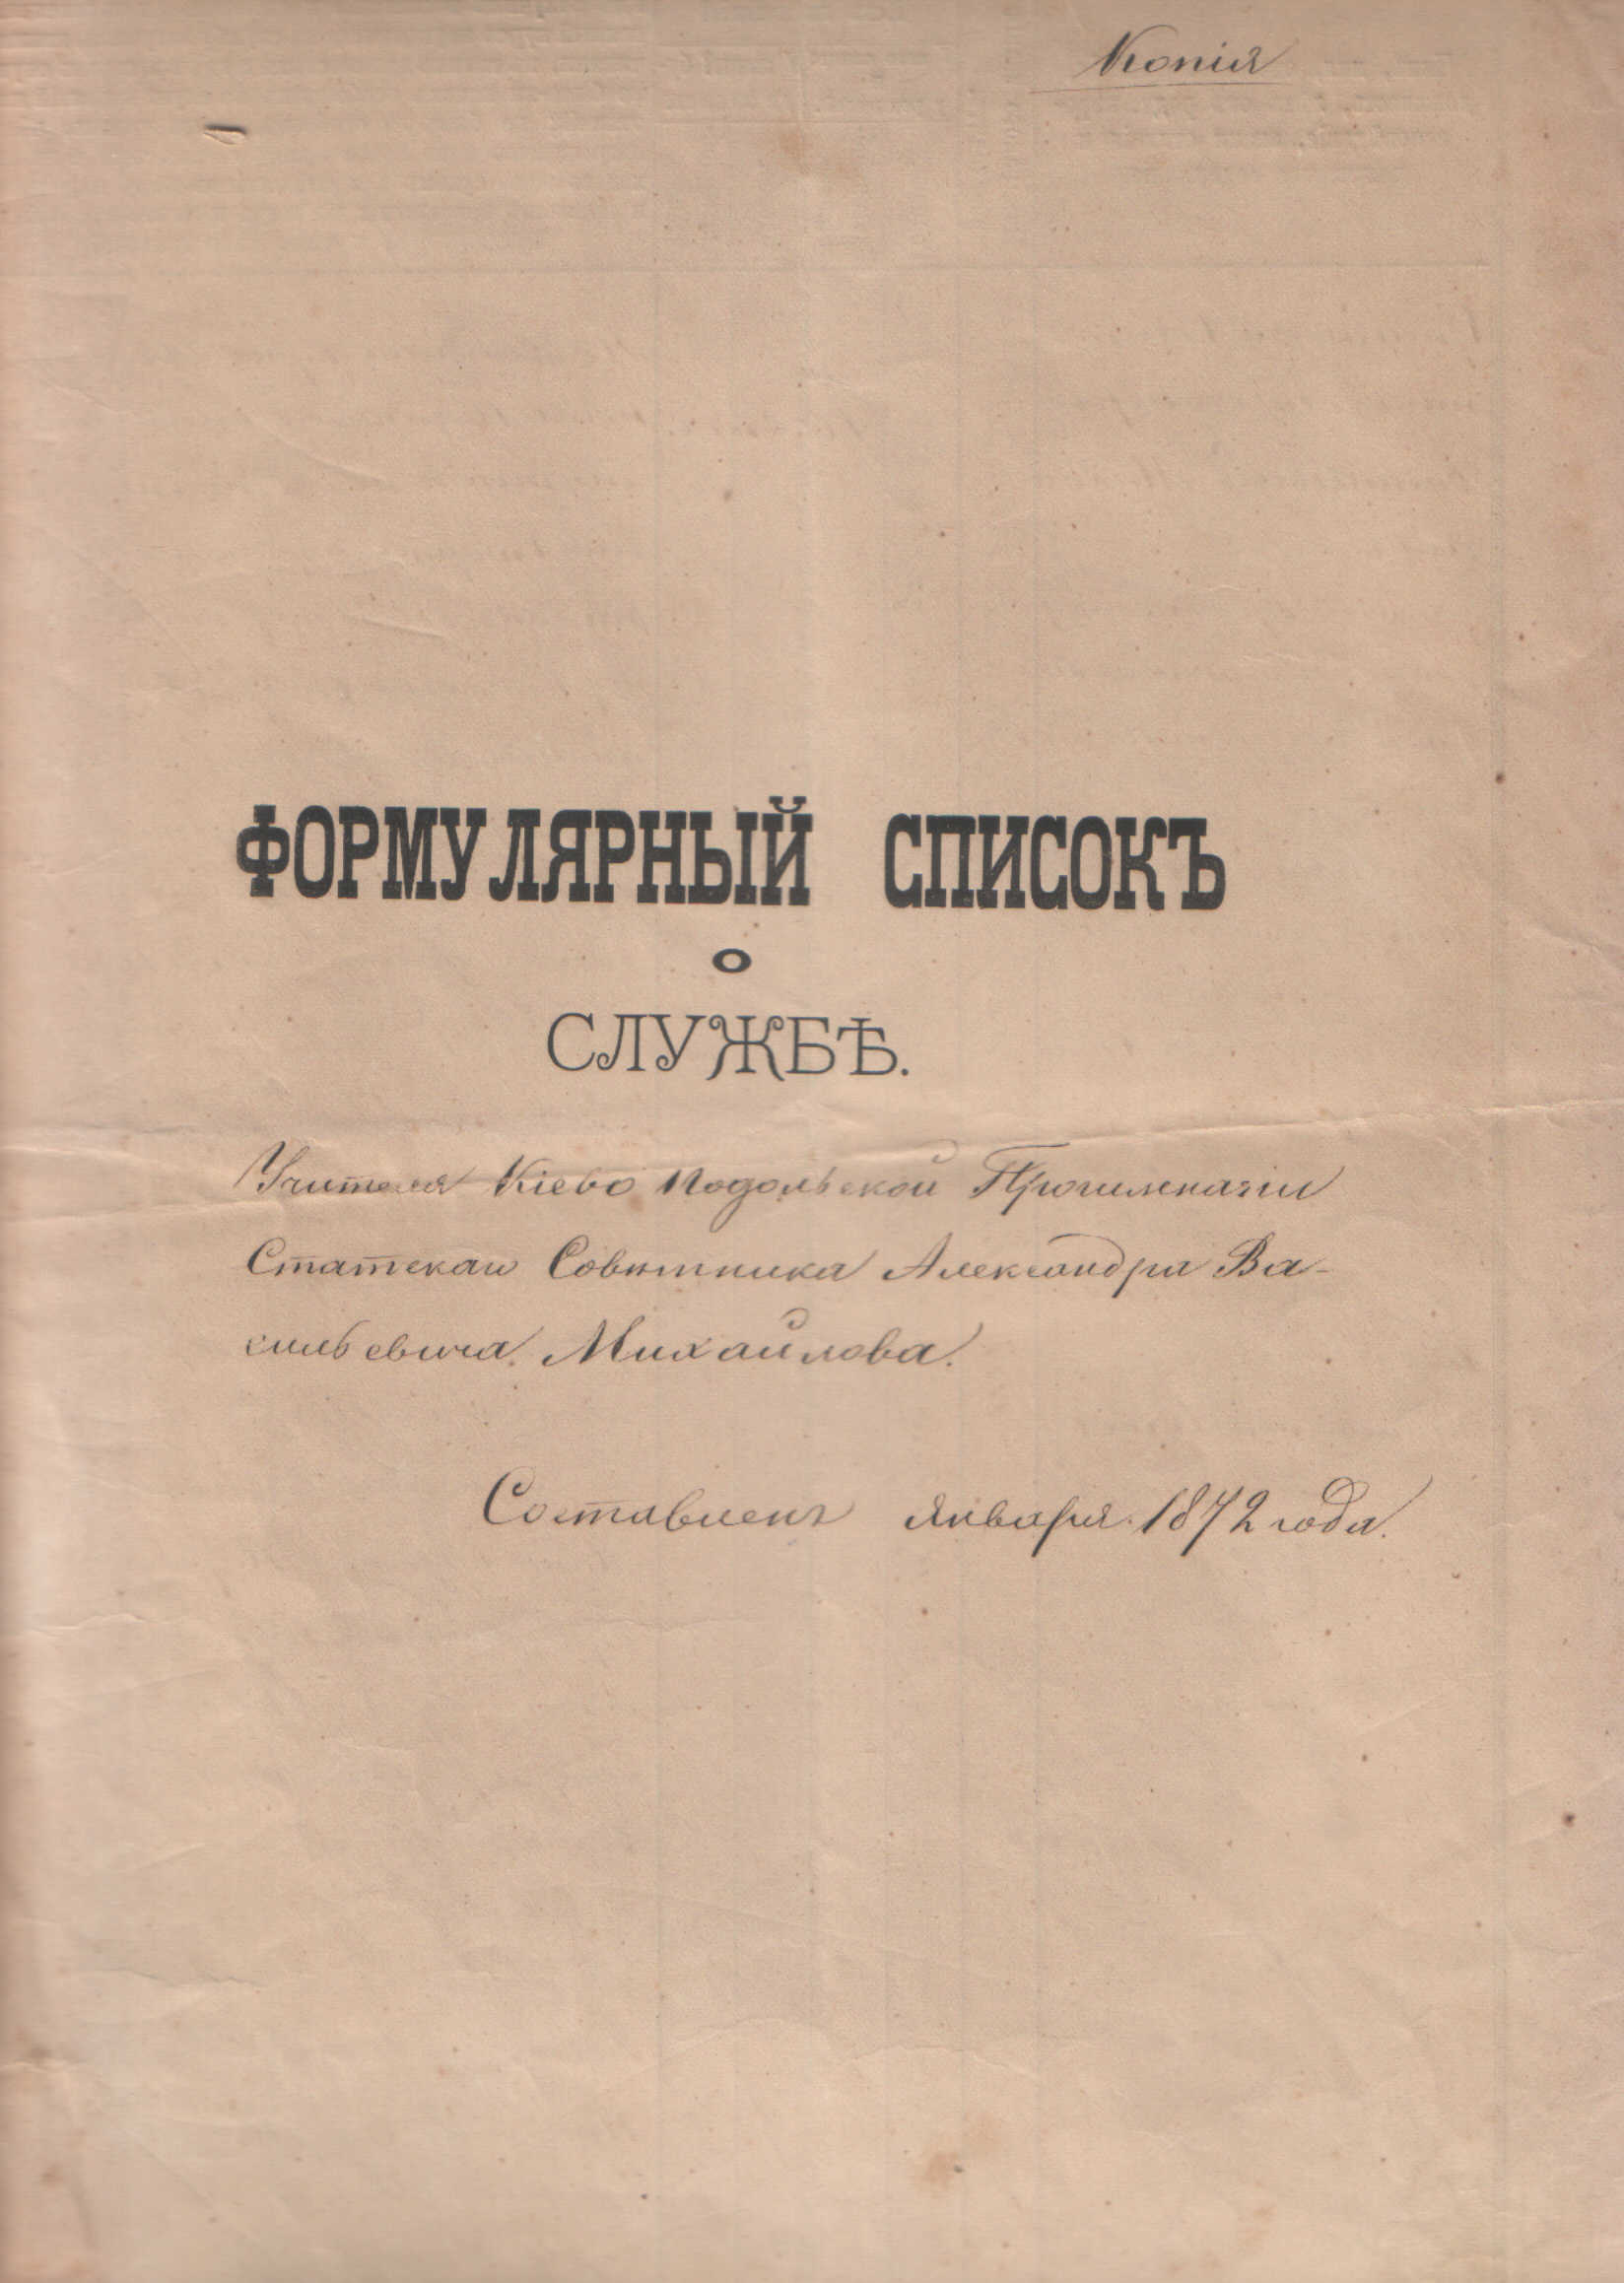 Копія
ФОРМУЛЯРНЫЙ СПИСОКЪ
О
СЛУЖБѢ.
Учителя Кіево Подольской Прогимназіи
Статскаго Совѣтника Александра Ва-
сильевича Михайлова.
Составленъ января 1872 года.